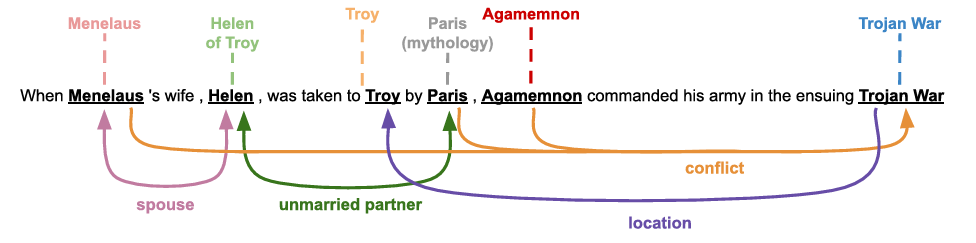 Menelaus
Helen
of Troy
Troy
Paris
(mythology)
Agamemnon
Trojan War
When Menelaus 's wife , Helen , was taken to Troy by Paris , Agamemnon commanded his army in the ensuing Trojan War
conflict
spouse
unmarried partner
location